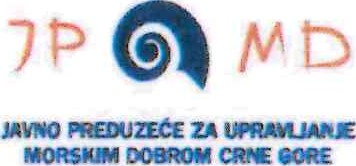 JP MD
JAVNO PREDUZEĆE ZA UPRAVLJANJE
MORSKIM DOBROM CRNE GORE